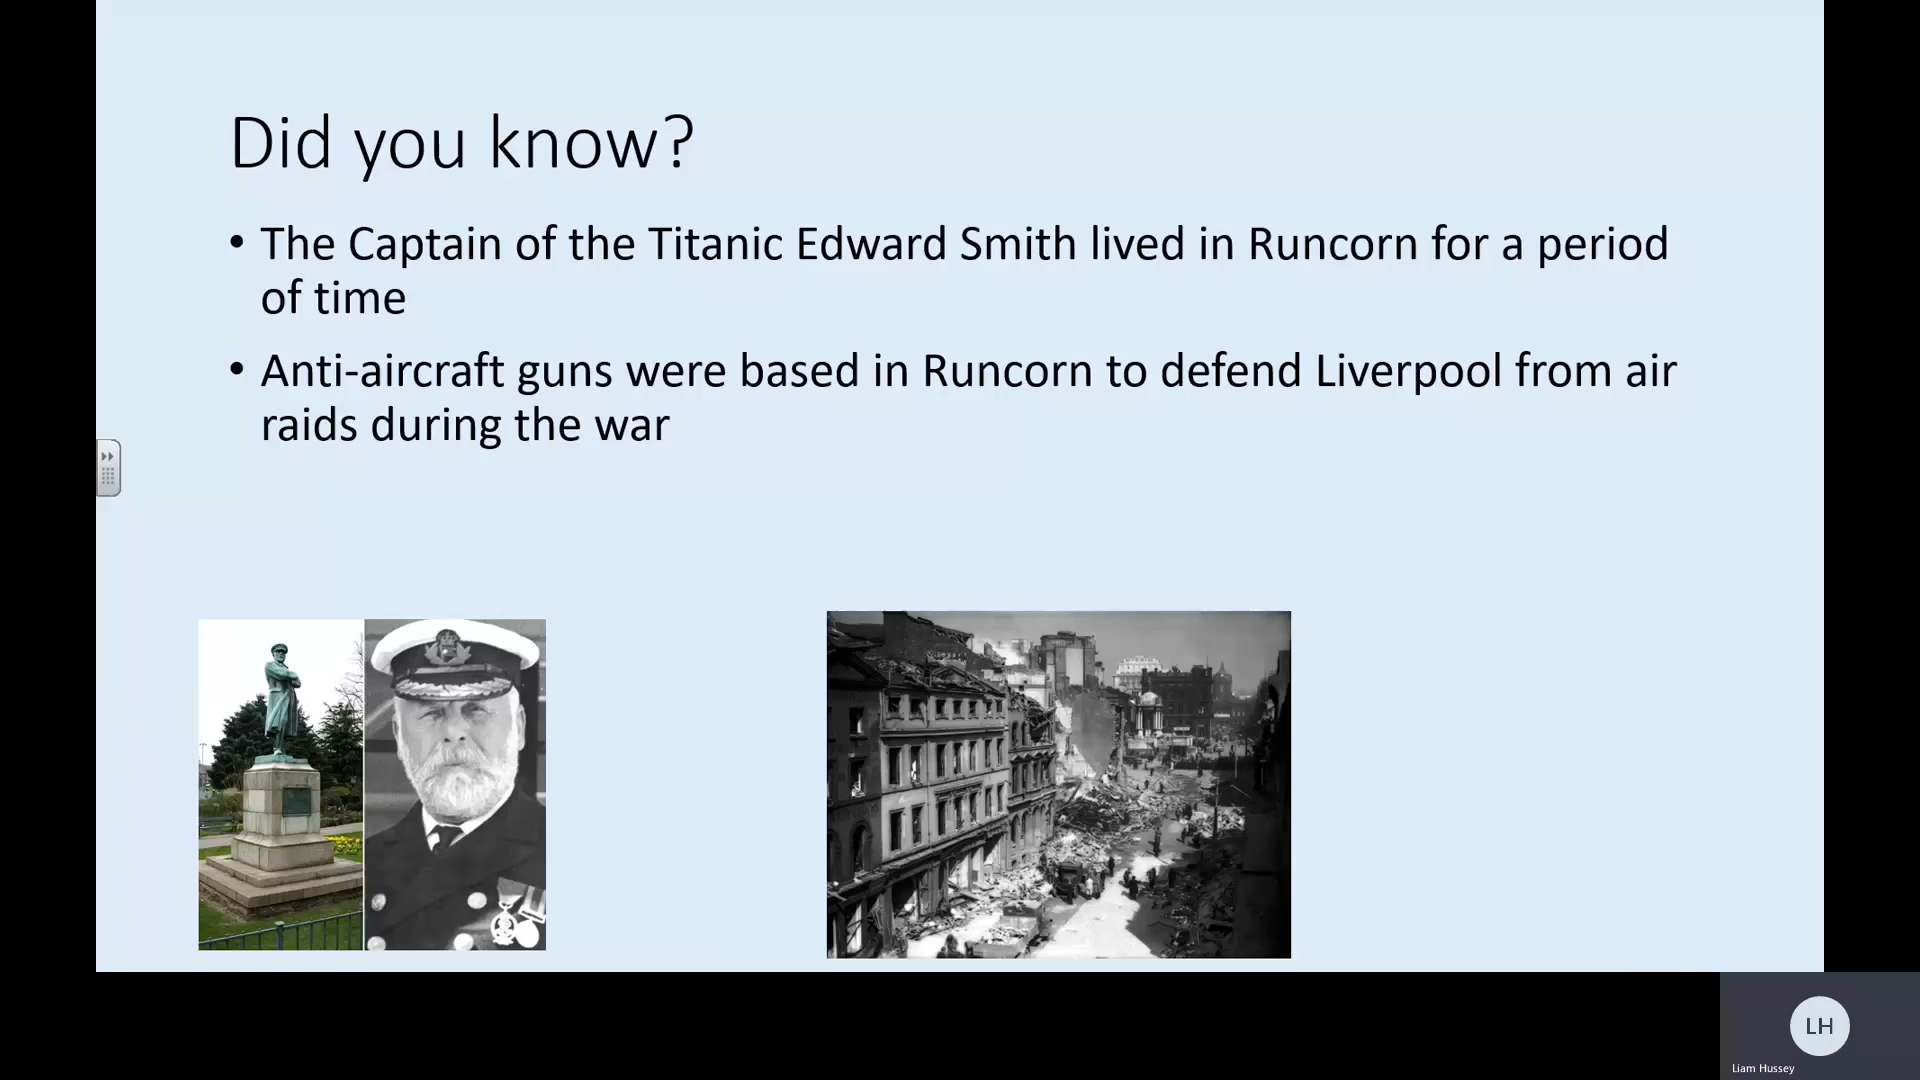 Did you know?
• The Captain of the Titanic Edward Smith lived in Runcorn for a period
of time
• Anti-aircraft guns were based in Runcorn to defend Liverpool from air
raids during the war
LH
Liam Hussey